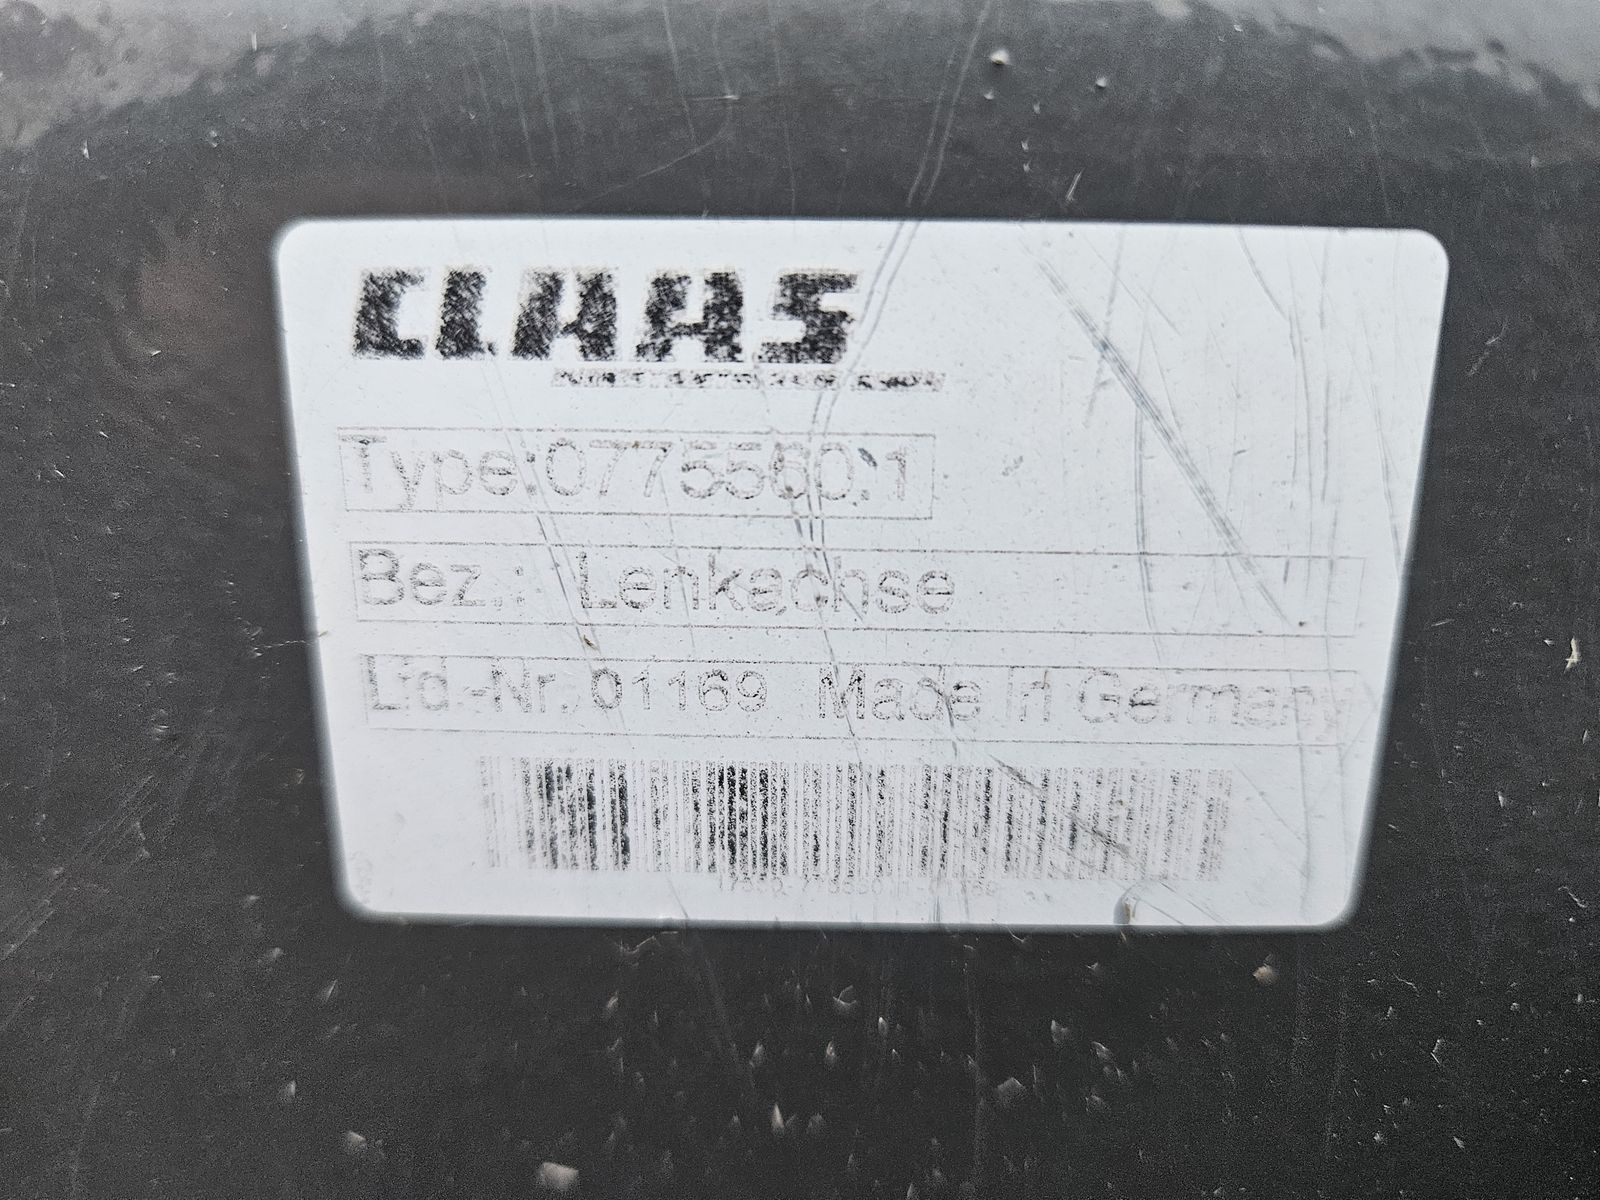 CLAAS
Type:0775560.1
Bez.: Lenkachse
Lfd.-Nr. 01169 Made in Germany